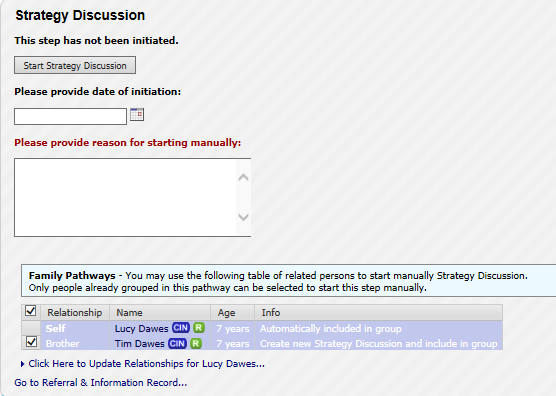 Strategy Discussion
This step has not been initiated.
Start Strategy Discussion
Please provide date of initiation:
Please provide reason for starting manually:
Family Pathways - You may use the following table of related persons to start manually Strategy Discussion.
Only people already grouped in this pathway can be selected to start this step manually.
Relationship Name Age Info
Self Lucy Dawes CIN R 7 years Automatically included in group
Brother Tim Dawes CIN R 7 years Create new Strategy Discussion and include in group
Click Here to Update Relationships for Lucy Dawes...
Go to Referral & Information Record...